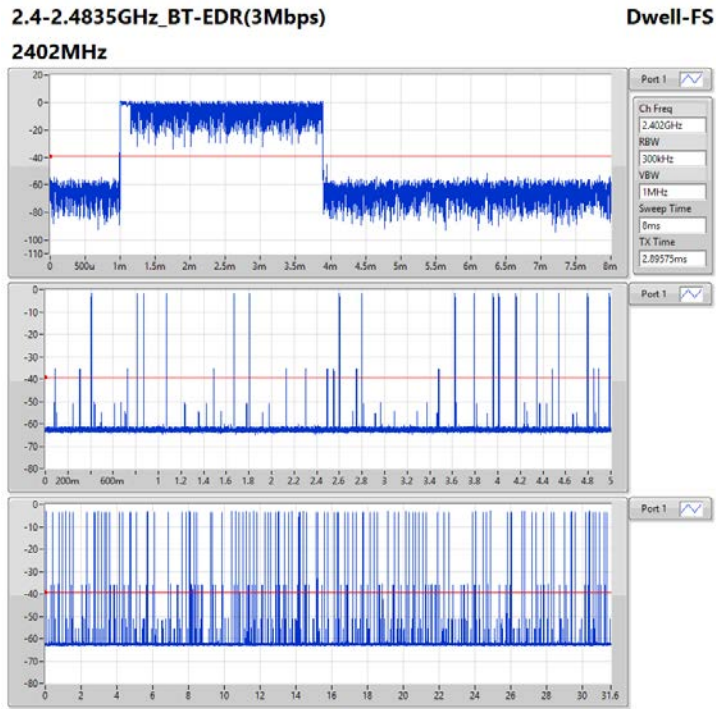 2.4-2.4835GHz_BT-EDR(3Mbps) Dwell-FS
2402MHz
20-
0-
-20-
-40-
-60-
-80-
-100-
-110-
0 500u 1m 1.5m 2m 2.5m 3m 3.5m 4m 4.5m 5m 5.5m 6m 6.5m 7m 7.5m 8m
Port 1
Ch Freq
2.402GHz
RBW
300kHz
VBW
1MHz
Sweep Time
8ms
TX Time
2.89575ms
0-
-10-
-20-
-30-
-40-
-50-
-60-
-70-
-80-
0 200m 600m 1 1.2 1.4 1.6 1.8 2 2.2 2.4 2.6 2.8 3 3.2 3.4 3.6 3.8 4 4.2 4.4 4.6 4.8 5
Port 1
0-
-10-
-20-
-30-
-40-
-50-
-60-
-70-
-80-
0 2 4 6 8 10 12 14 16 18 20 22 24 26 28 30 31.6
Port 1